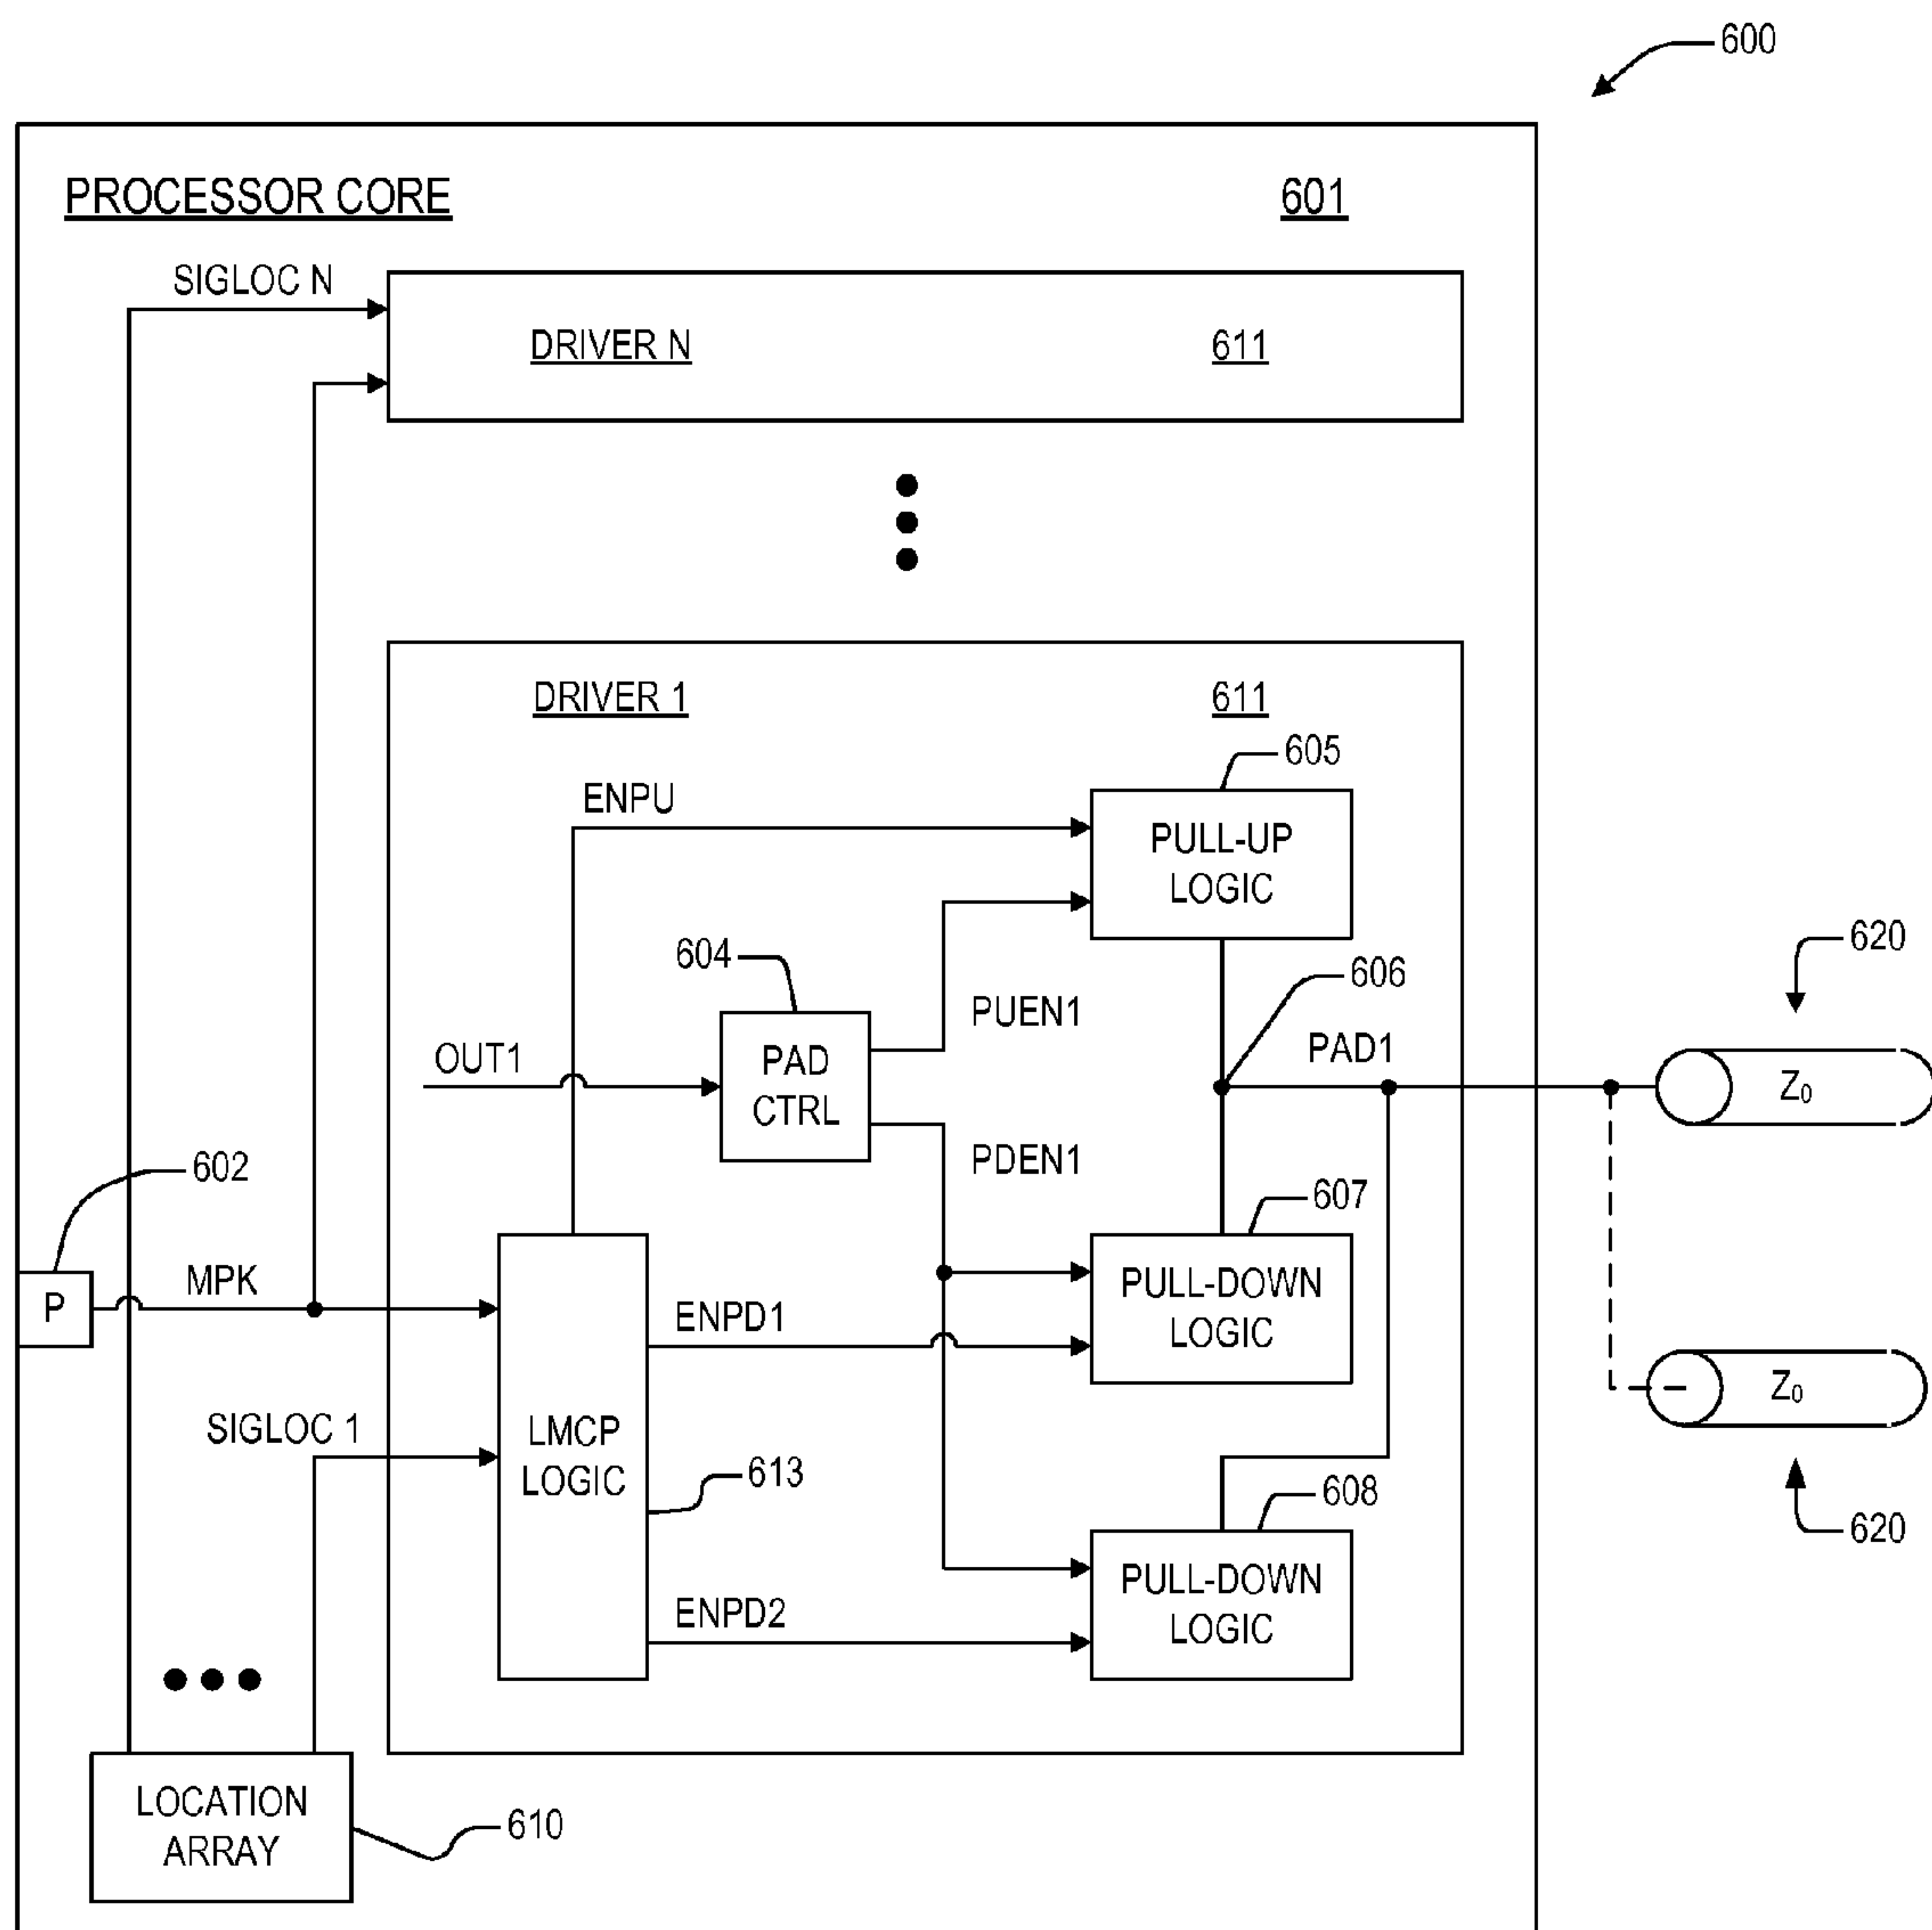 600
PROCESSOR CORE
601
SIGLOC N
DRIVER N
611
DRIVER 1
611
605
ENPU
PULL-UP
LOGIC
604
606
620
PUEN1
OUT1
PAD
CTRL
PAD1
Z₀
PDEN1
602
607
P
MPK
PULL-DOWN
LOGIC
ENPD1
Z₀
SIGLOC 1
LMCP
LOGIC
613
608
620
PULL-DOWN
LOGIC
ENPD2
LOCATION
ARRAY
610